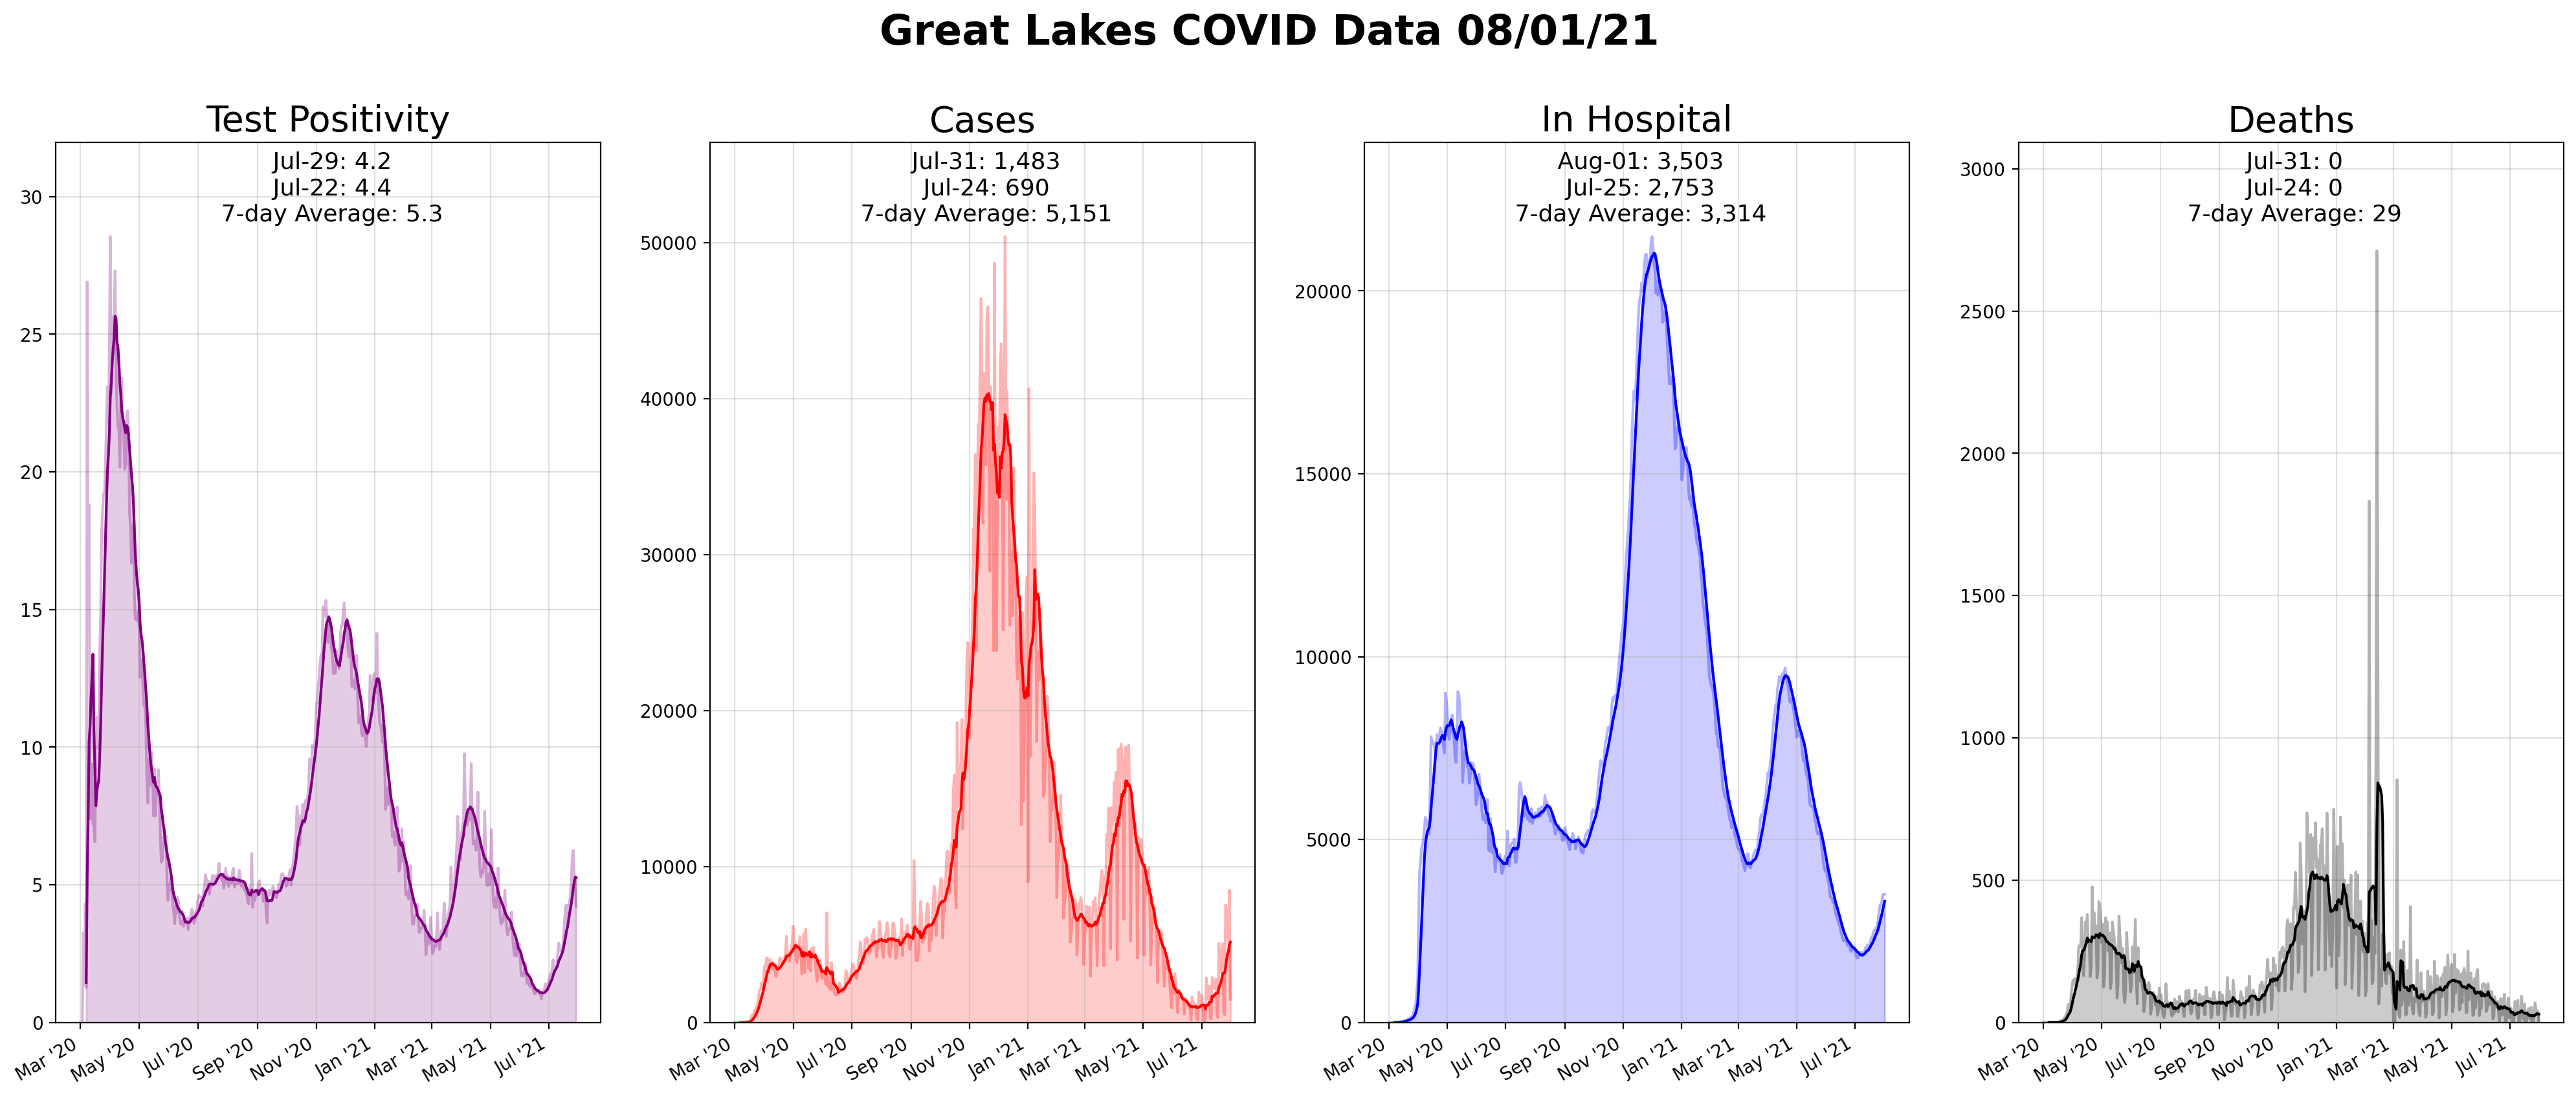 Great Lakes COVID Data 08/01/21
Test Positivity
Jul-29: 4.2
Jul-22: 4.4
7-day Average: 5.3
30
25
20
15
10
5
0
Mar '20
May '20
Jul '20
Sep '20
Nov '20
Jan '21
Mar '21
May '21
Jul '21
Cases
Jul-31: 1,483
Jul-24: 690
7-day Average: 5,151
50000
40000
30000
20000
10000
0
Mar '20
May '20
Jul '20
Sep '20
Nov '20
Jan '21
Mar '21
May '21
Jul '21
In Hospital
Aug-01: 3,503
Jul-25: 2,753
7-day Average: 3,314
20000
15000
10000
5000
0
Mar '20
May '20
Jul '20
Sep '20
Nov '20
Jan '21
Mar '21
May '21
Jul '21
Deaths
Jul-31: 0
Jul-24: 0
7-day Average: 29
3000
2500
2000
1500
1000
500
0
Mar '20
May '20
Jul '20
Sep '20
Nov '20
Jan '21
Mar '21
May '21
Jul '21